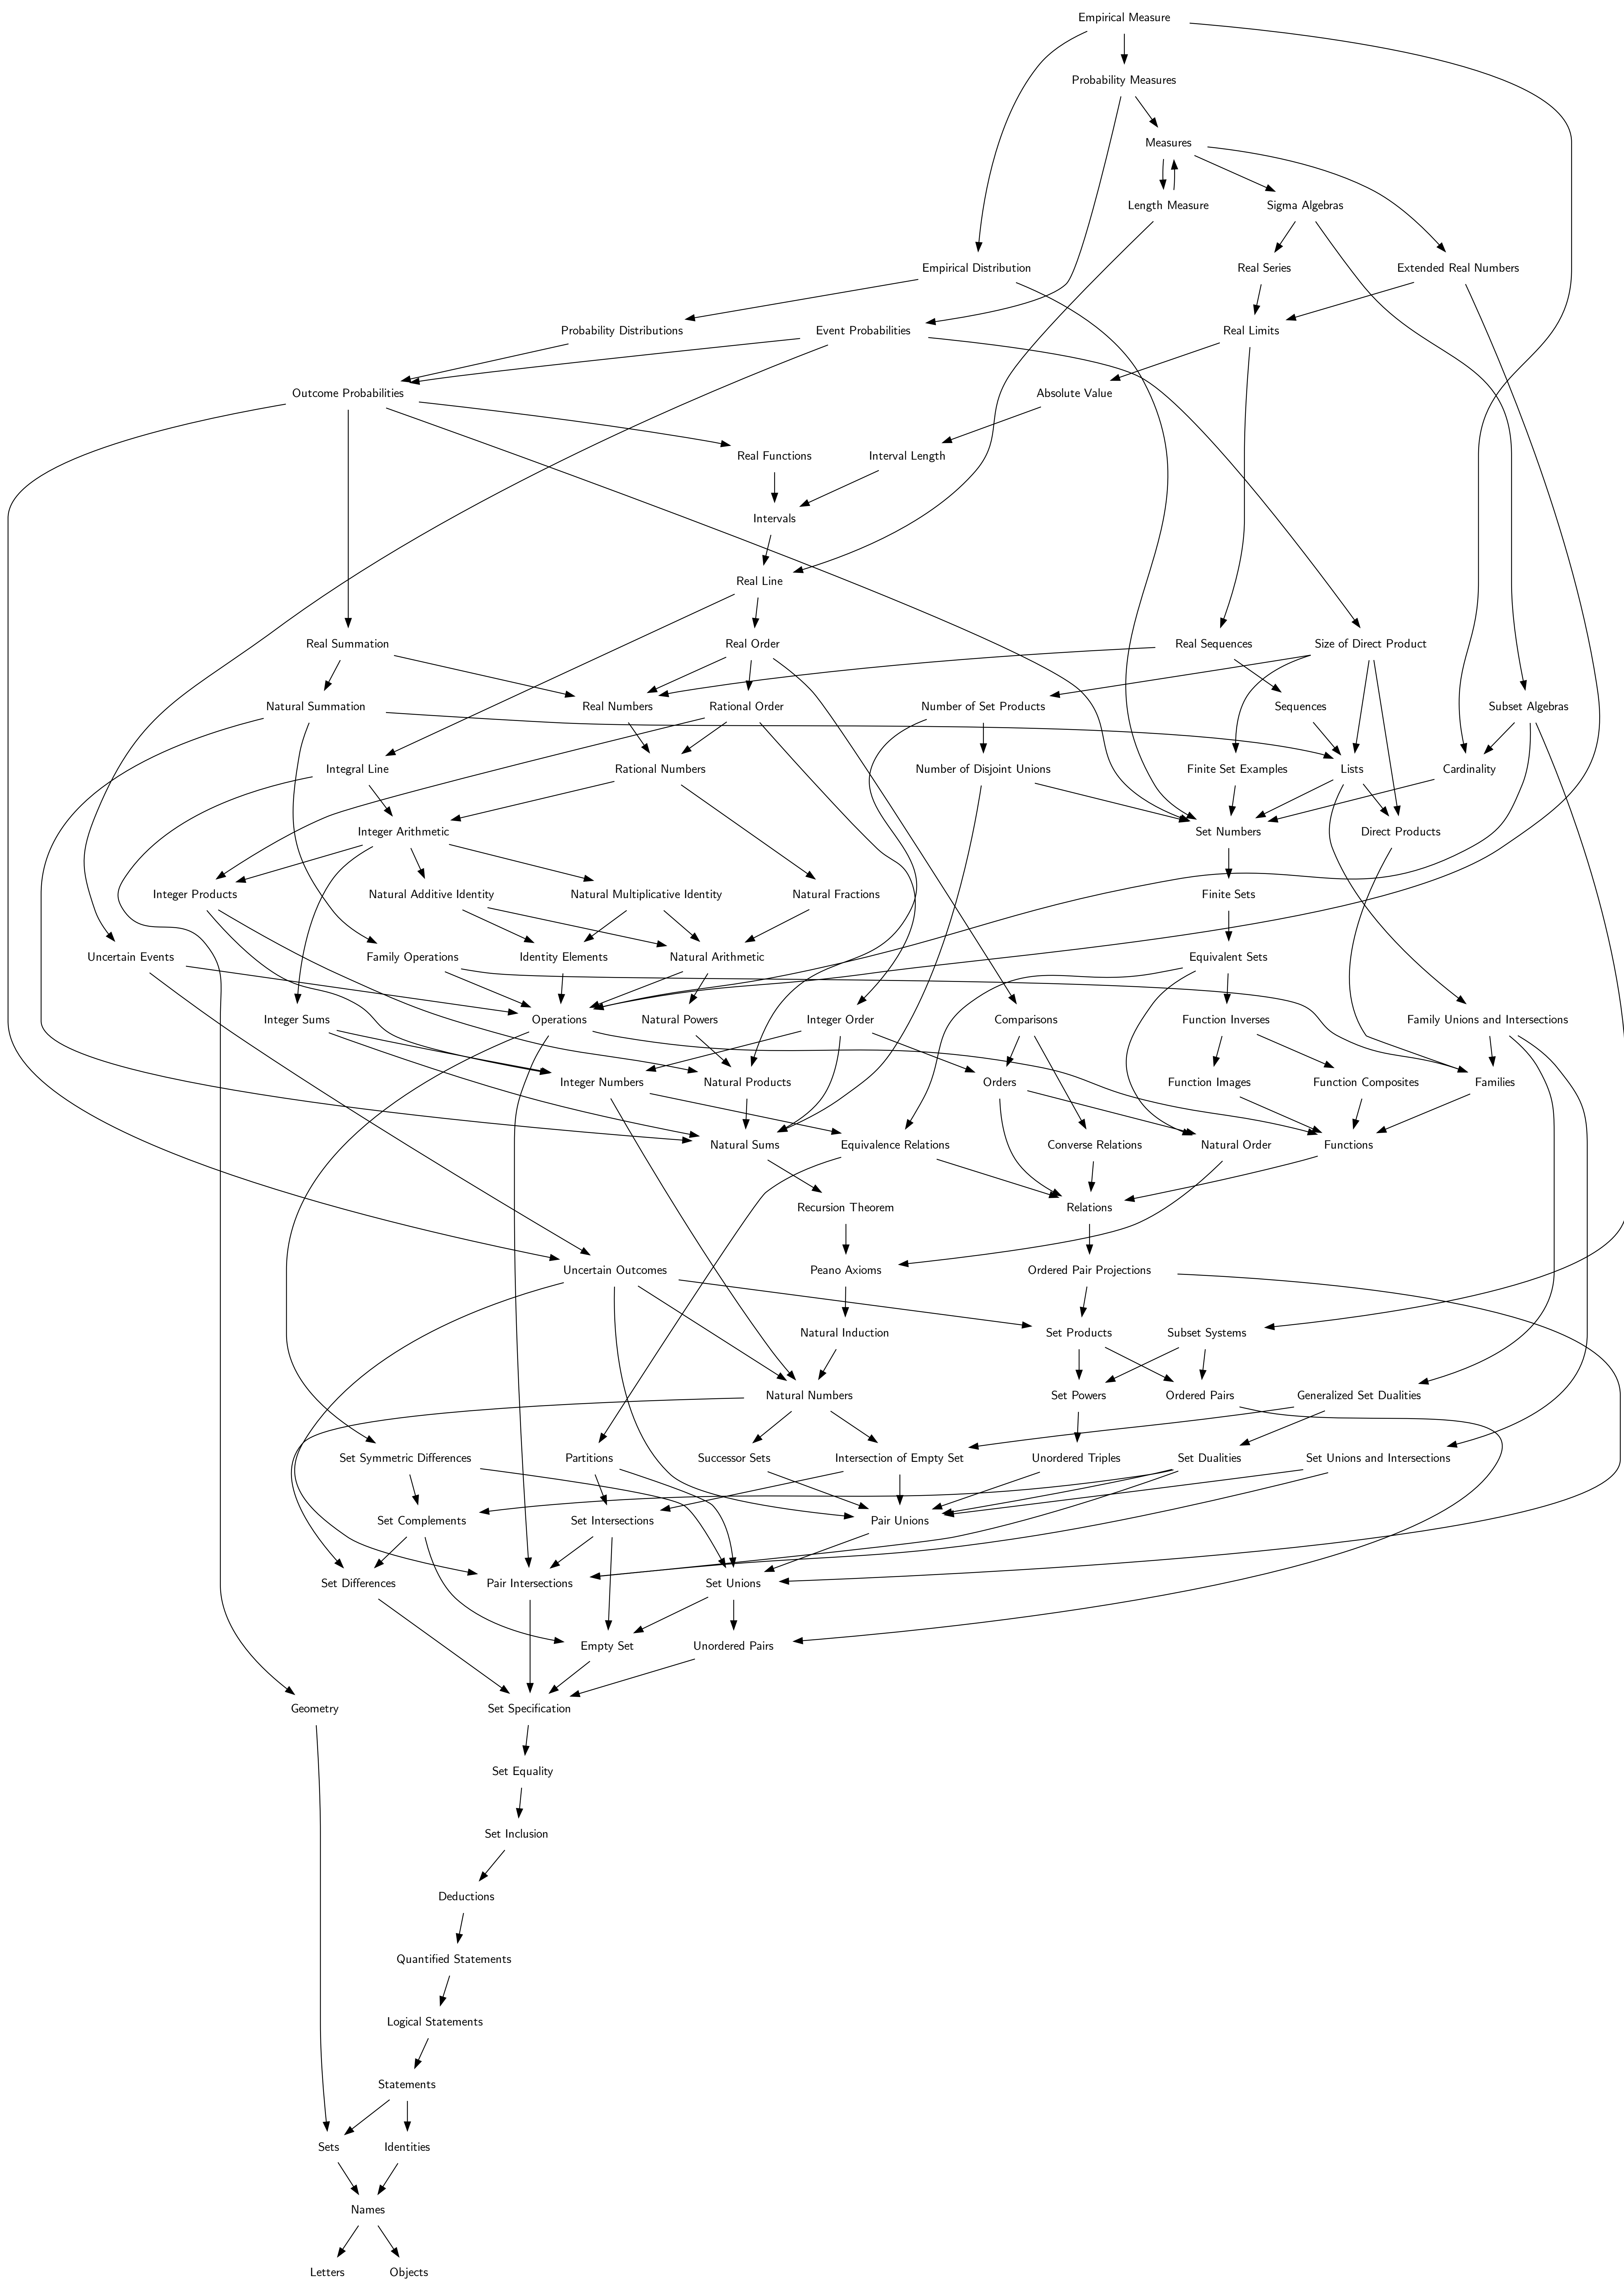 Empirical Measure
Probability Measures
Measures
Length Measure
Sigma Algebras
Empirical Distribution
Real Series
Extended Real Numbers
Probability Distributions
Event Probabilities
Real Limits
Outcome Probabilities
Absolute Value
Real Functions
Interval Length
Intervals
Real Line
Real Summation
Real Order
Real Sequences
Size of Direct Product
Natural Summation
Real Numbers
Rational Order
Number of Set Products
Sequences
Subset Algebras
Integral Line
Rational Numbers
Number of Disjoint Unions
Finite Set Examples
Lists
Cardinality
Integer Arithmetic
Set Numbers
Direct Products
Integer Products
Natural Additive Identity
Natural Multiplicative Identity
Natural Fractions
Finite Sets
Uncertain Events
Family Operations
Identity Elements
Natural Arithmetic
Equivalent Sets
Integer Sums
Operations
Natural Powers
Integer Order
Comparisons
Function Inverses
Family Unions and Intersections
Integer Numbers
Natural Products
Orders
Function Images
Function Composites
Families
Natural Sums
Equivalence Relations
Converse Relations
Natural Order
Functions
Recursion Theorem
Relations
Uncertain Outcomes
Peano Axioms
Ordered Pair Projections
Natural Induction
Set Products
Subset Systems
Natural Numbers
Set Powers
Ordered Pairs
Generalized Set Dualities
Set Symmetric Differences
Partitions
Successor Sets
Intersection of Empty Set
Unordered Triples
Set Dualities
Set Unions and Intersections
Set Complements
Set Intersections
Pair Unions
Set Differences
Pair Intersections
Set Unions
Empty Set
Unordered Pairs
Geometry
Set Specification
Set Equality
Set Inclusion
Deductions
Quantified Statements
Logical Statements
Statements
Sets
Identities
Names
Letters
Objects